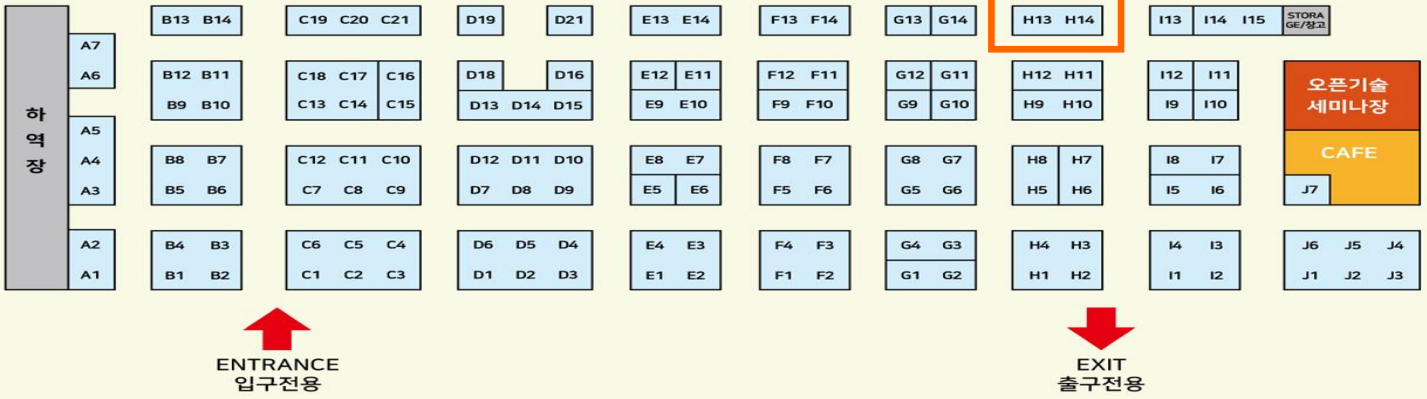 B13 B14 C19 C20 C21 D19 D21 E13 E14 F13 F14 G13 G14 H13 H14 I13 I14 I15 STORA
GE/창고
A7
A6 B12 B11 C18 C17 C16 D18 D16 E12 E11 F12 F11 G12 G11 H12 H11 I12 I11
B9 B10 C13 C14 C15 D13 D14 D15 E9 E10 F9 F10 G9 G10 H9 H10 I9 I10
오픈기술
세미나장
하
역
장
A5
A4 B8 B7 C12 C11 C10 D12 D11 D10 E8 E7 F8 F7 G8 G7 H8 H7 I8 I7
CAFE
A3 B5 B6 C7 C8 C9 D7 D8 D9 E5 E6 F5 F6 G5 G6 H5 H6 I5 I6 J7
A2 B4 B3 C6 C5 C4 D6 D5 D4 E4 E3 F4 F3 G4 G3 H4 H3 I4 I3 J6 J5 J4
A1 B1 B2 C1 C2 C3 D1 D2 D3 E1 E2 F1 F2 G1 G2 H1 H2 I1 I2 J1 J2 J3
ENTRANCE
입구전용
EXIT
출구전용